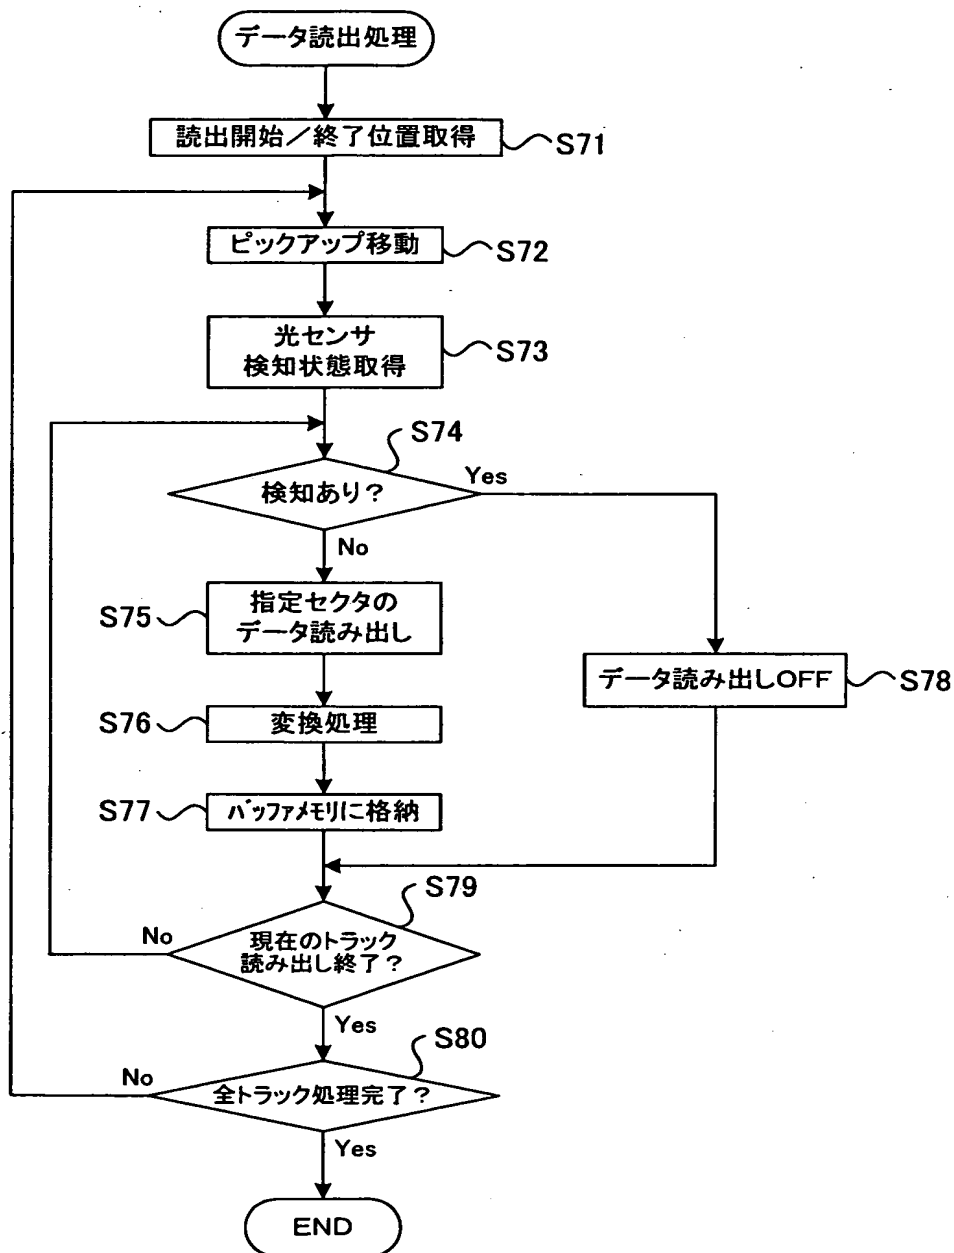 データ読出処理
読出開始／終了位置取得
S71
ピックアップ移動
S72
光センサ
検知状態取得
S73
S74
検知あり？
Yes
No
S75
指定セクタの
データ読み出し
データ読み出しOFF
S78
S76
変換処理
S77
バッファメモリに格納
S79
No
現在のトラック
読み出し終了？
Yes
S80
No
全トラック処理完了？
Yes
END